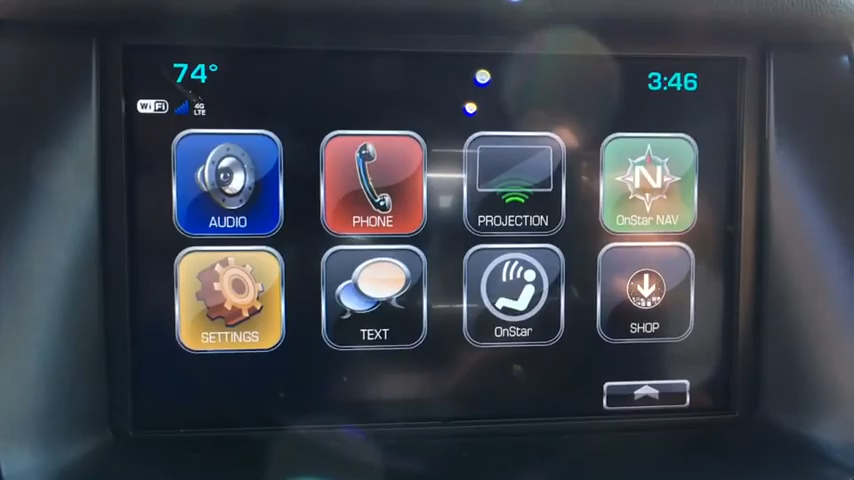 74°
3:46
WiFi
4G
LTE
AUDIO
PHONE
PROJECTION
N
OnStar NAV
SETTINGS
TEXT
OnStar
SHOP